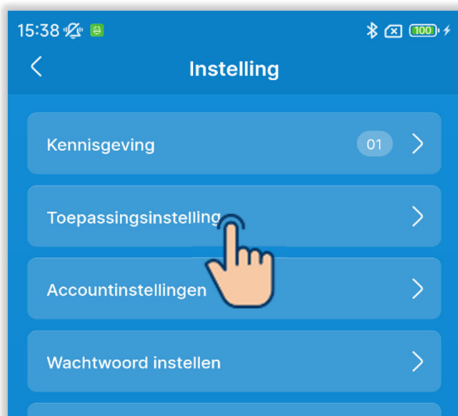 15:38
100
Instelling
Kennisgeving 01
Toepassingsinstelling
Accountinstellingen
Wachtwoord instellen